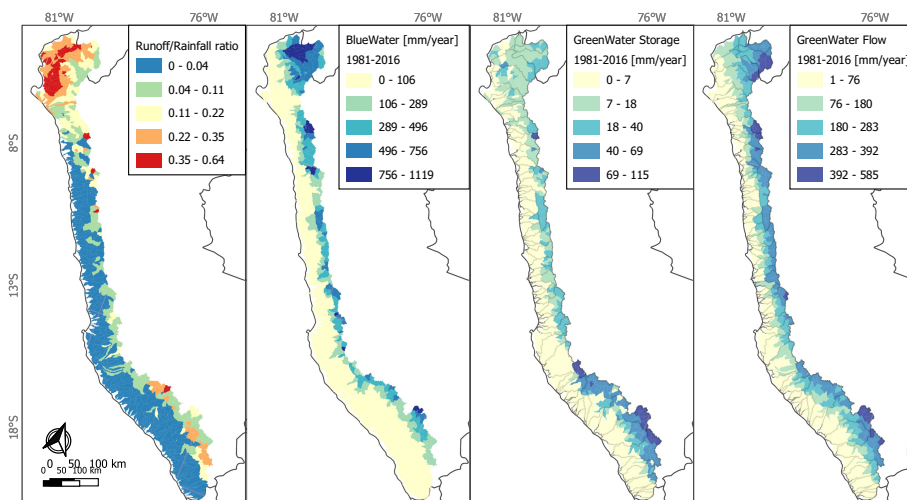 81°W 76°W 81°W 76°W 81°W 76°W 81°W 76°W
Runoff/Rainfall ratio
0 - 0.04
0.04 - 0.11
0.11 - 0.22
0.22 - 0.35
0.35 - 0.64
BlueWater [mm/year]
1981-2016
0 - 106
106 - 289
289 - 496
496 - 756
756 - 1119
GreenWater Storage
1981-2016 [mm/year]
0 - 7
7 - 18
18 - 40
40 - 69
69 - 115
GreenWater Flow
1981-2016 [mm/year]
1 - 76
76 - 180
180 - 283
283 - 392
392 - 585
8°S
13°S
18°S
0 50 100 km
0 50 100 km